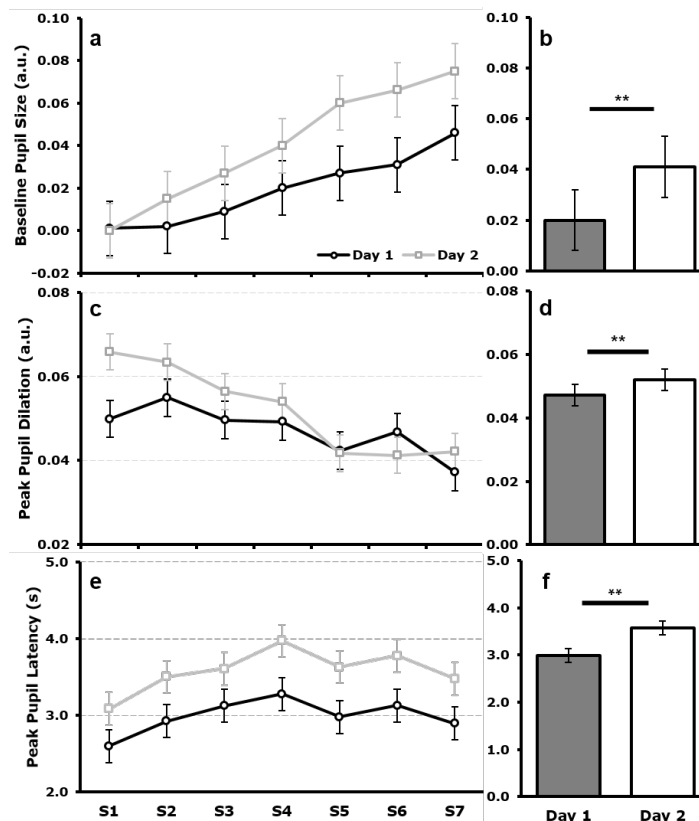 a
Baseline Pupil Size (a.u.)
0.10
0.08
0.06
0.04
0.02
0.00
-0.02
Day 1 Day 2
b
0.10
0.08
0.06
0.04
0.02
0.00
**
c
Peak Pupil Dilation (a.u.)
0.08
0.06
0.04
0.02
d
0.08
0.06
0.04
0.02
0.00
**
e
Peak Pupil Latency (s)
5.0
4.0
3.0
2.0
S1 S2 S3 S4 S5 S6 S7
f
5.0
4.0
3.0
2.0
1.0
0.0
**
Day 1 Day 2